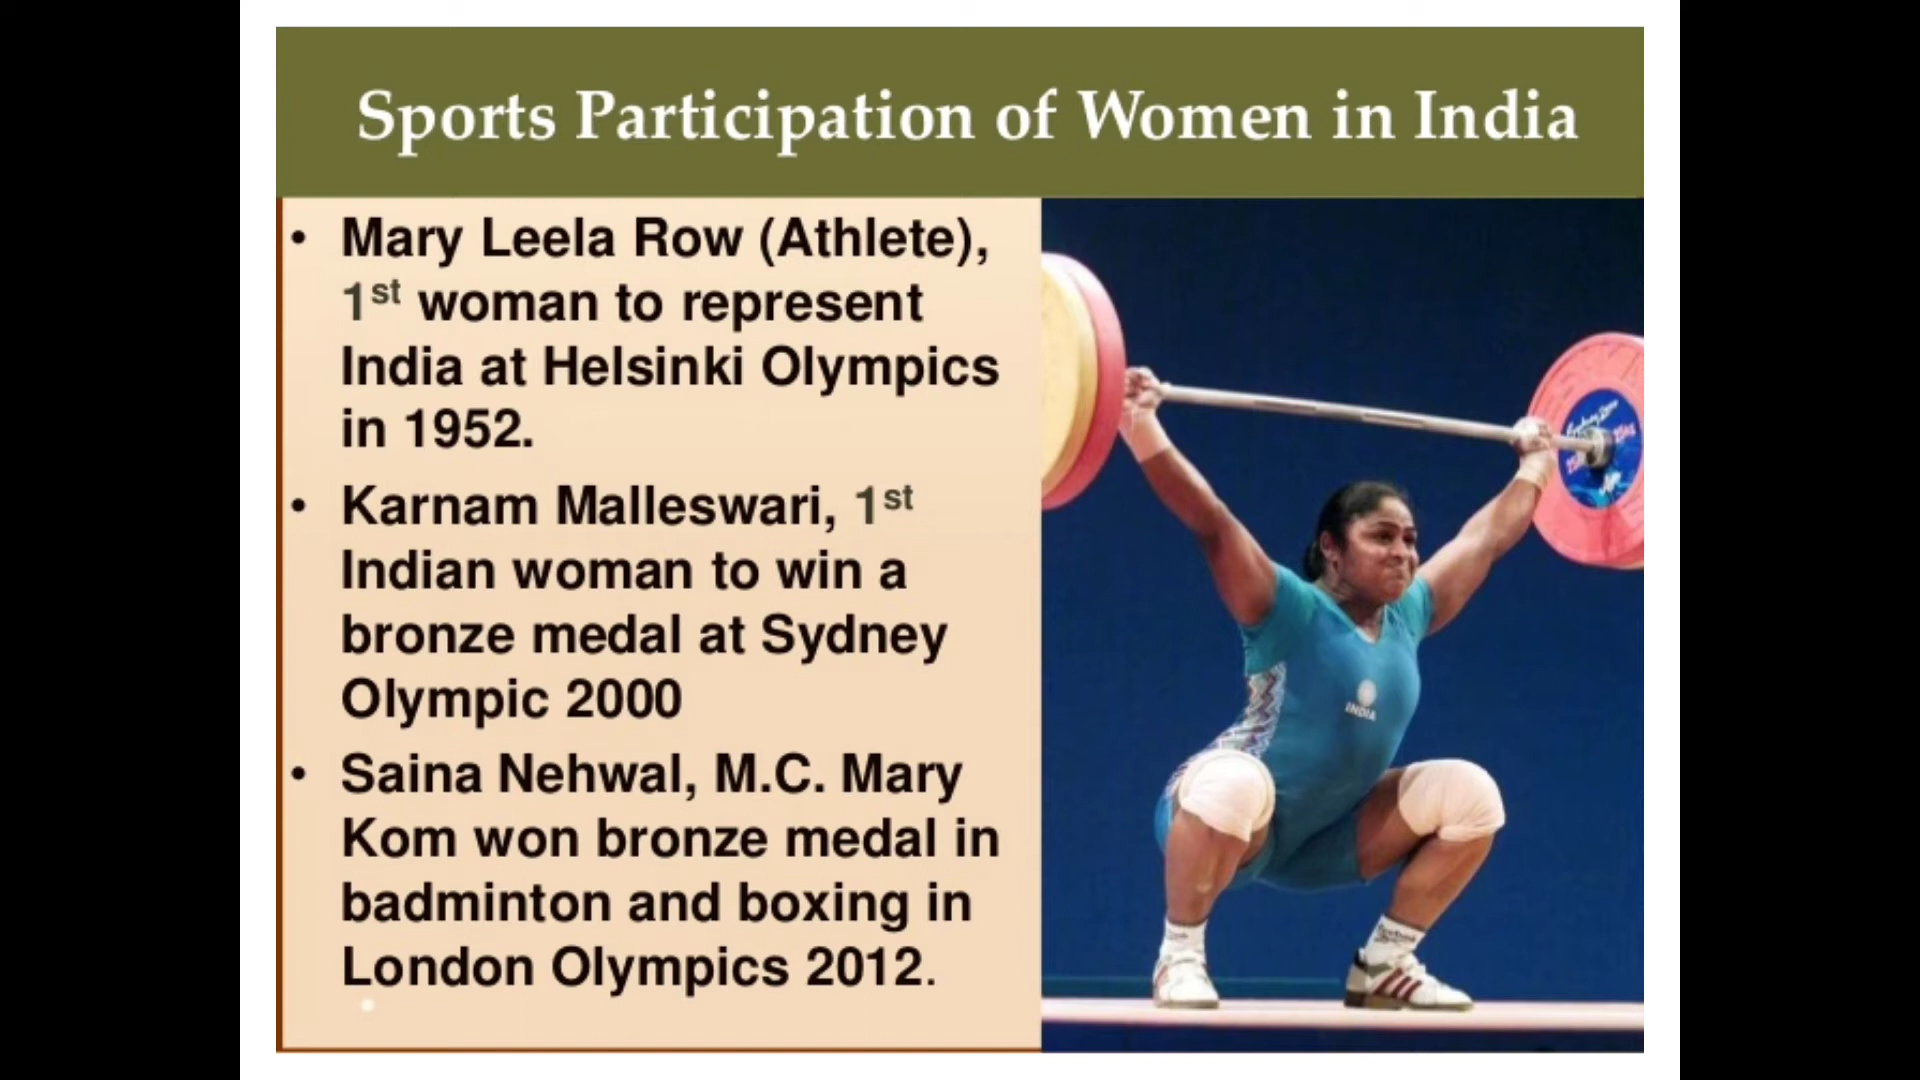 Sports Participation of Women in India
• Mary Leela Row (Athlete),
1st woman to represent
India at Helsinki Olympics
in 1952.
• Karnam Malleswari, 1st
Indian woman to win a
bronze medal at Sydney
Olympic 2000
• Saina Nehwal, M.C. Mary
Kom won bronze medal in
badminton and boxing in
London Olympics 2012.
INDIA